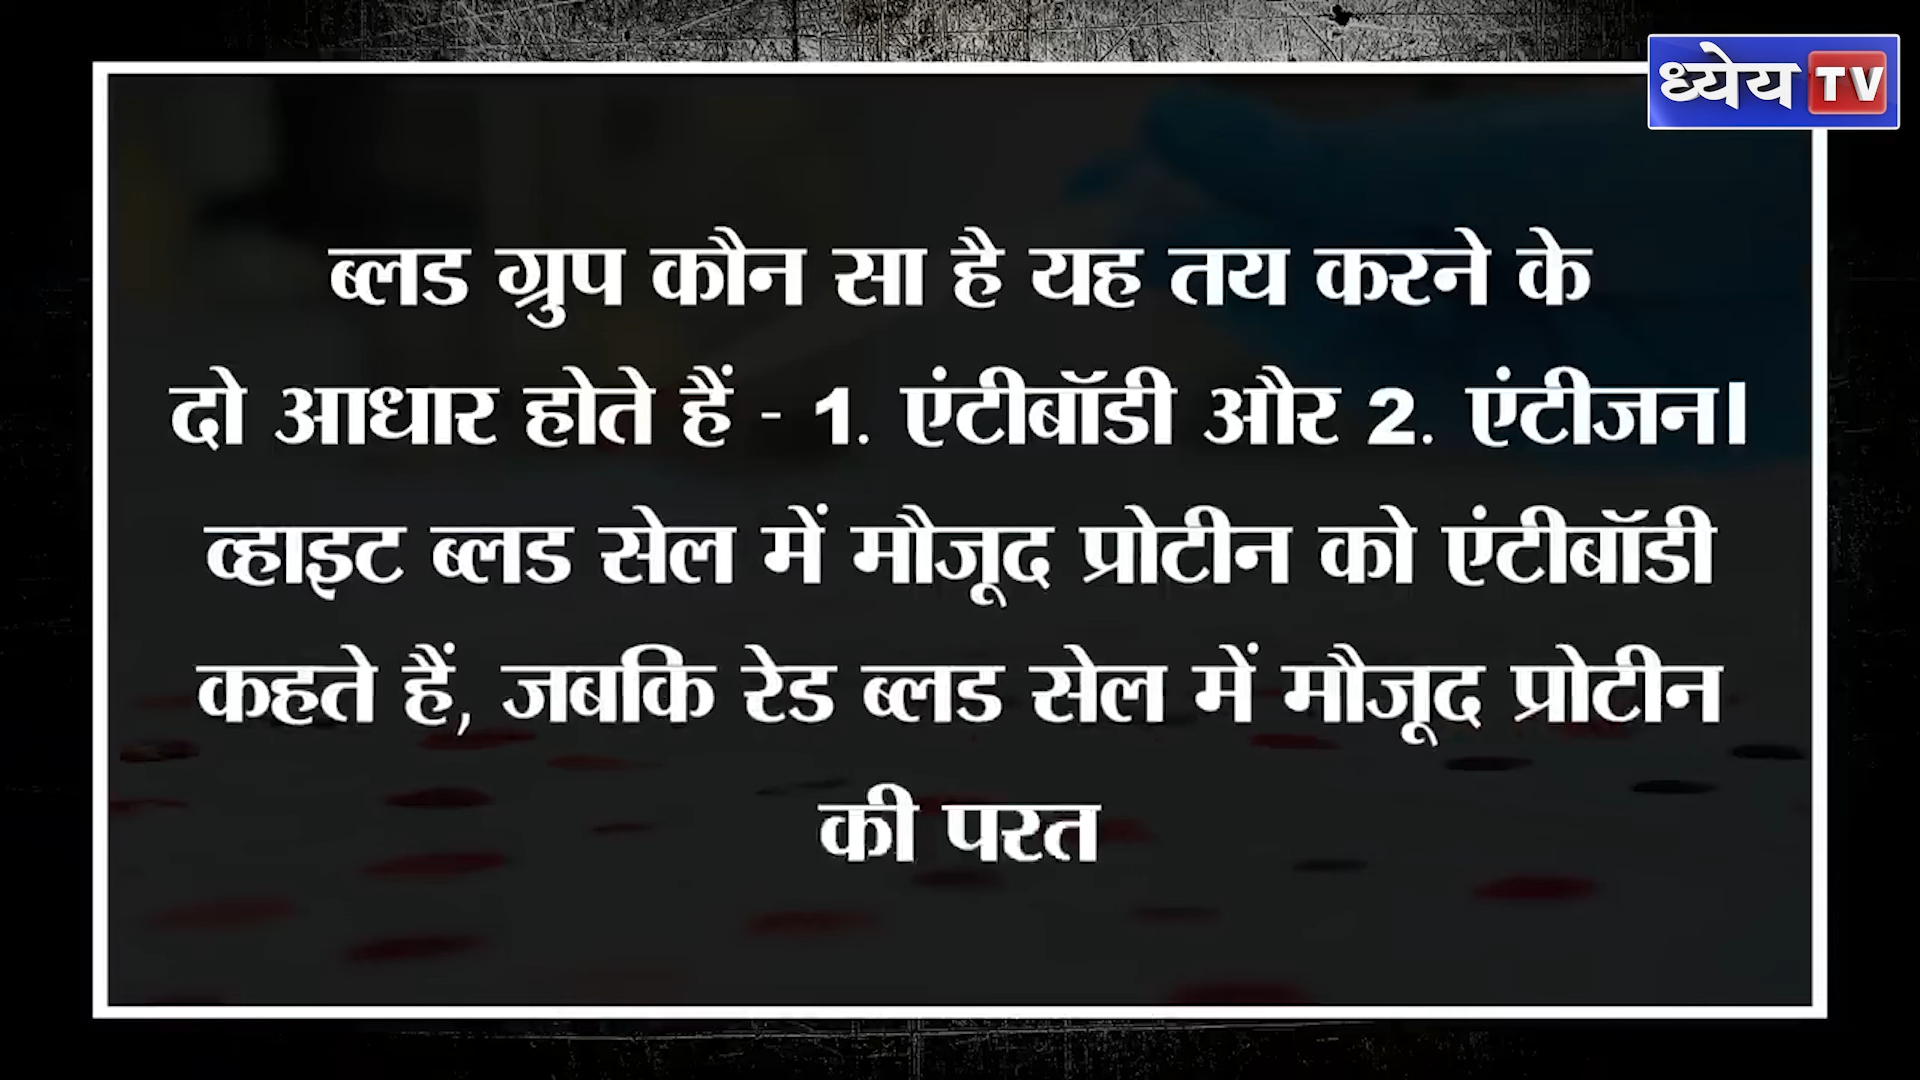 ध्येय TV
ब्लड ग्रुप कौन सा है यह तय करने के
दो आधार होते हैं - 1. एंटीबॉडी और 2. एंटीजन।
व्हाइट ब्लड सेल में मौजूद प्रोटीन को एंटीबॉडी
कहते हैं, जबकि रेड ब्लड सेल में मौजूद प्रोटीन
की परत